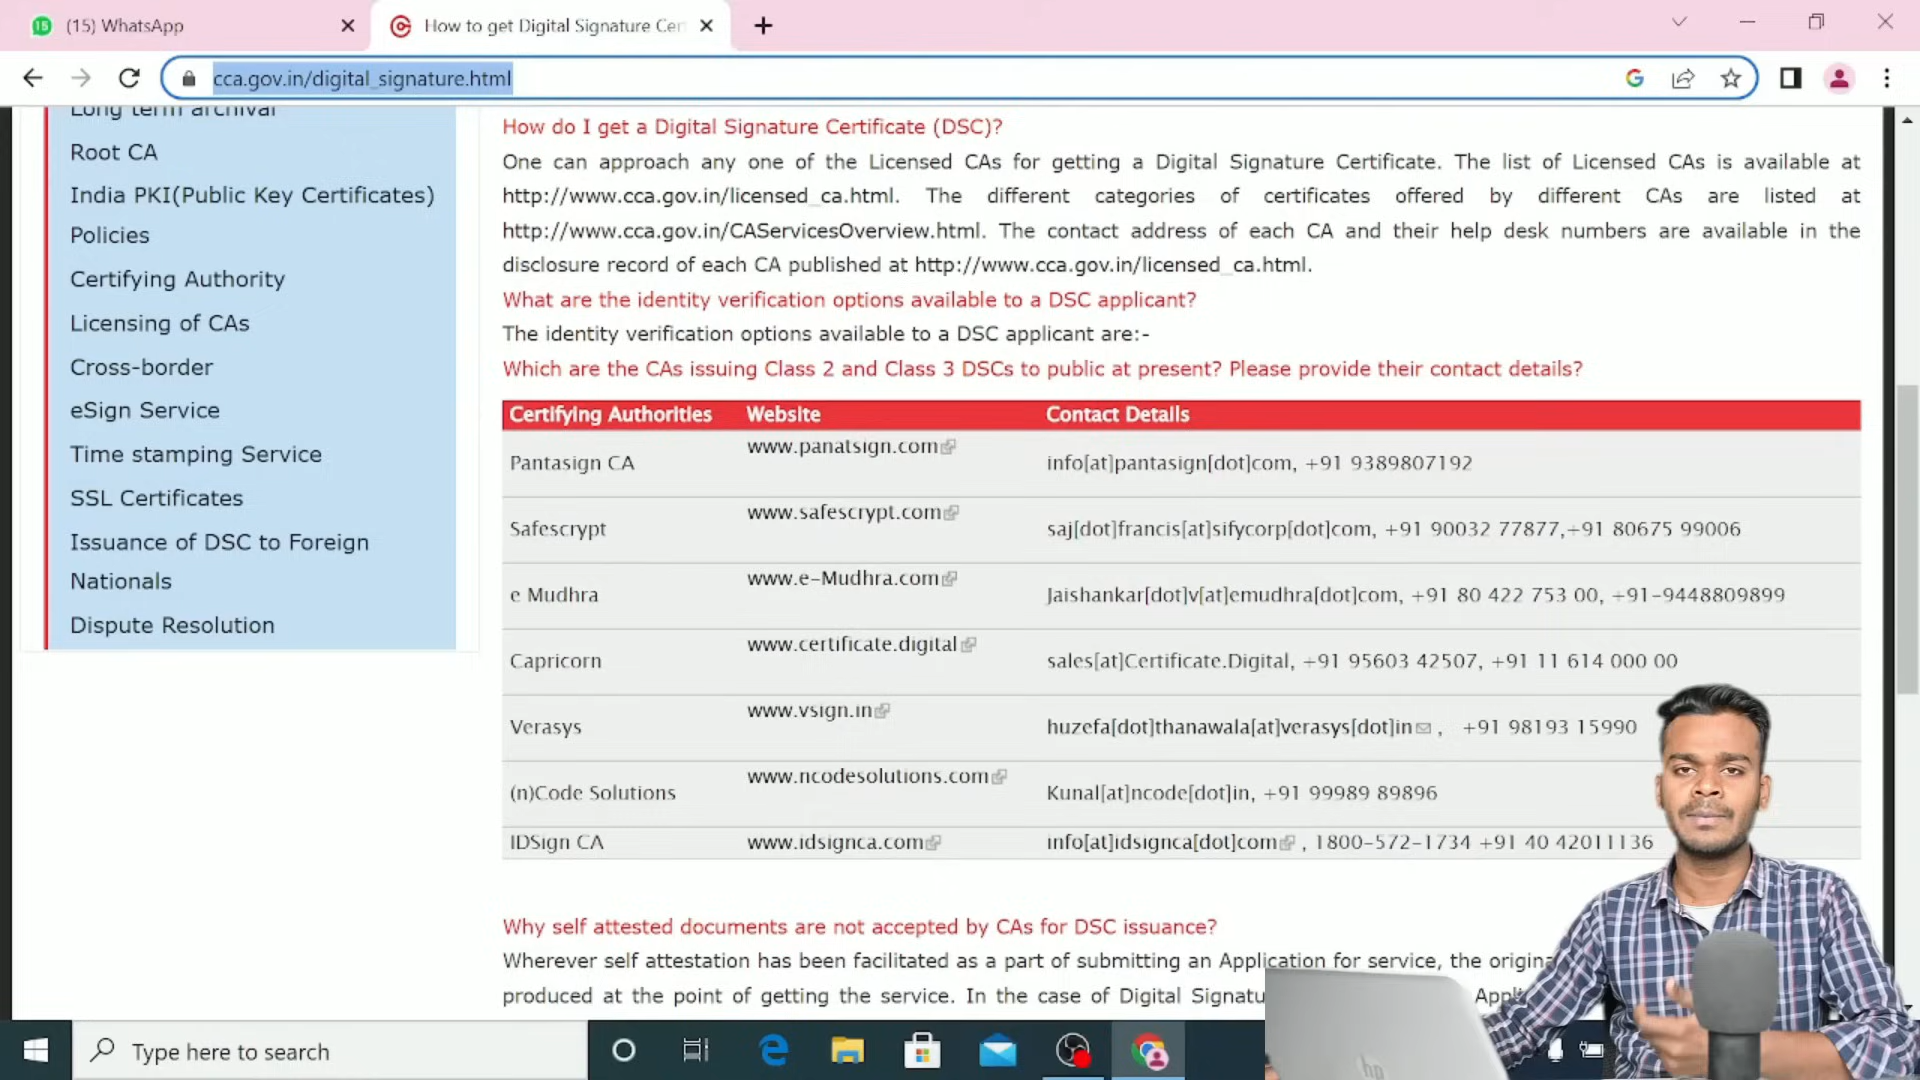 15
(15) WhatsApp
How to get Digital Signature Cer
cca.gov.in/digital_signature.html
Long term archival
Root CA
India PKI(Public Key Certificates)
Policies
Certifying Authority
Licensing of CAs
Cross-border
eSign Service
Time stamping Service
SSL Certificates
Issuance of DSC to Foreign
Nationals
Dispute Resolution
How do I get a Digital Signature Certificate (DSC)?
One can approach any one of the Licensed CAs for getting a Digital Signature Certificate. The list of Licensed CAs is available at
http://www.cca.gov.in/licensed_ca.html. The different categories of certificates offered by different CAs are listed at
http://www.cca.gov.in/CAServicesOverview.html. The contact address of each CA and their help desk numbers are available in the
disclosure record of each CA published at http://www.cca.gov.in/licensed_ca.html.
What are the identity verification options available to a DSC applicant?
The identity verification options available to a DSC applicant are:-
Which are the CAs issuing Class 2 and Class 3 DSCs to public at present? Please provide their contact details?
Certifying Authorities Website Contact Details
Pantasign CA www.panatsign.com info[at]pantasign[dot]com, +91 9389807192
Safescrypt www.safescrypt.com saj[dot]francis[at]sifycorp[dot]com, +91 90032 77877,+91 80675 99006
e Mudhra www.e-Mudhra.com Jaishankar[dot]v[at]emudhra[dot]com, +91 80 422 753 00, +91-9448809899
Capricorn www.certificate.digital sales[at]Certificate.Digital, +91 95603 42507, +91 11 614 000 00
Verasys www.vsign.in huzefa[dot]thanawala[at]verasys[dot]in , +91 98193 15990
(n)Code Solutions www.ncodesolutions.com Kunal[at]ncode[dot]in, +91 99989 89896
IDSign CA www.idsignca.com info[at]idsignca[dot]com , 1800-572-1734 +91 40 42011136
Why self attested documents are not accepted by CAs for DSC issuance?
Wherever self attestation has been facilitated as a part of submitting an Application for service, the origina
produced at the point of getting the service. In the case of Digital Signatu Appl
Type here to search
hp